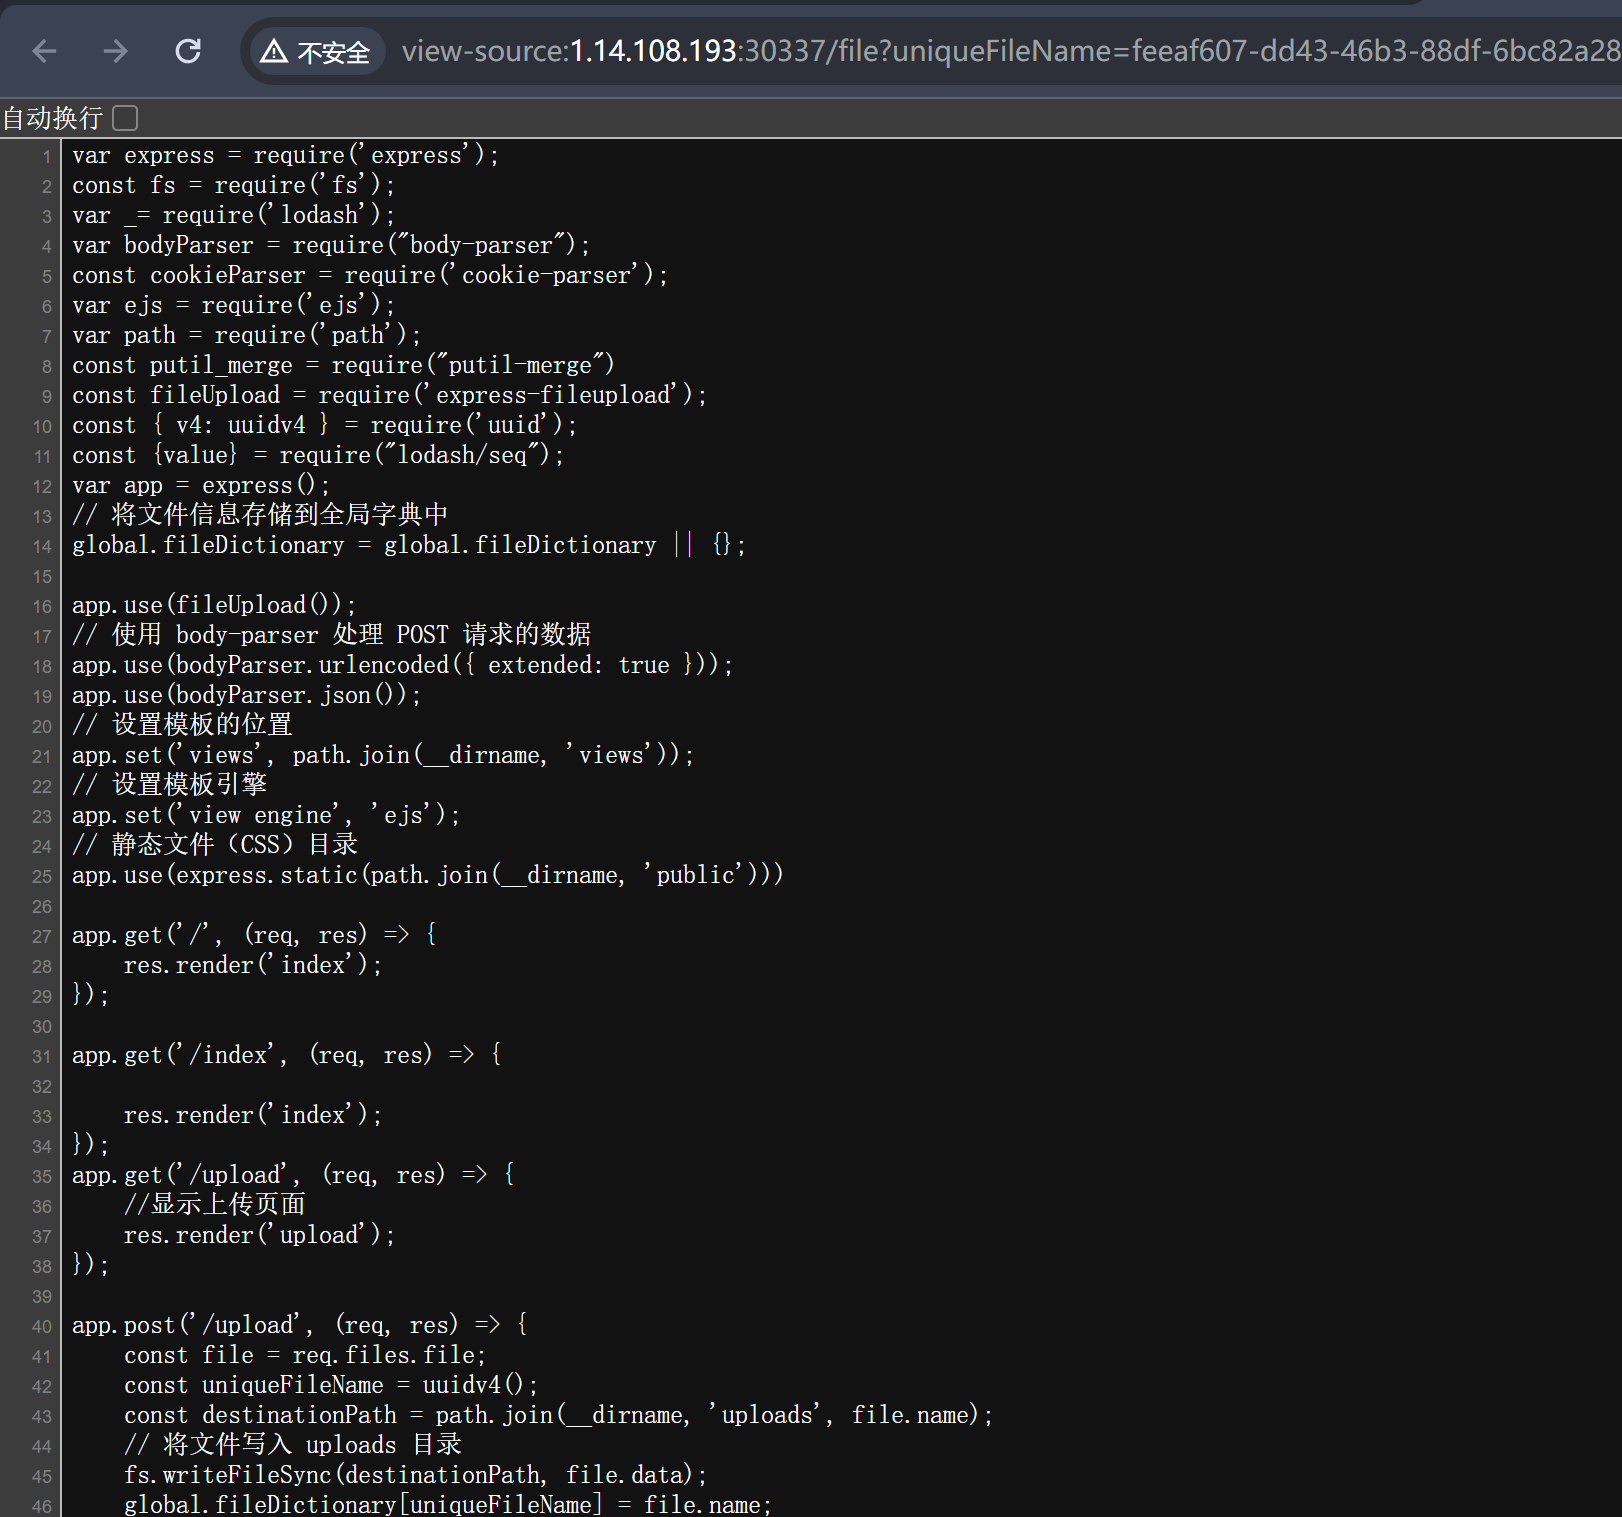 不安全 view-source:1.14.108.193:30337/file?uniqueFileName=feeaf607-dd43-46b3-88df-6bc82a28
自动换行
1 var express = require('express');
2 const fs = require('fs');
3 var _= require('lodash');
4 var bodyParser = require("body-parser");
5 const cookieParser = require('cookie-parser');
6 var ejs = require('ejs');
7 var path = require('path');
8 const putil_merge = require("putil-merge")
9 const fileUpload = require('express-fileupload');
10 const { v4: uuidv4 } = require('uuid');
11 const {value} = require("lodash/seq");
12 var app = express();
13 // 将文件信息存储到全局字典中
14 global.fileDictionary = global.fileDictionary || {};
15
16 app.use(fileUpload());
17 // 使用 body-parser 处理 POST 请求的数据
18 app.use(bodyParser.urlencoded({ extended: true }));
19 app.use(bodyParser.json());
20 // 设置模板的位置
21 app.set('views', path.join(__dirname, 'views'));
22 // 设置模板引擎
23 app.set('view engine', 'ejs');
24 // 静态文件（CSS）目录
25 app.use(express.static(path.join(__dirname, 'public')))
26
27 app.get('/', (req, res) => {
28     res.render('index');
29 });
30
31 app.get('/index', (req, res) => {
32
33     res.render('index');
34 });
35 app.get('/upload', (req, res) => {
36     //显示上传页面
37     res.render('upload');
38 });
39
40 app.post('/upload', (req, res) => {
41     const file = req.files.file;
42     const uniqueFileName = uuidv4();
43     const destinationPath = path.join(__dirname, 'uploads', file.name);
44     // 将文件写入 uploads 目录
45     fs.writeFileSync(destinationPath, file.data);
46     global.fileDictionary[uniqueFileName] = file.name;